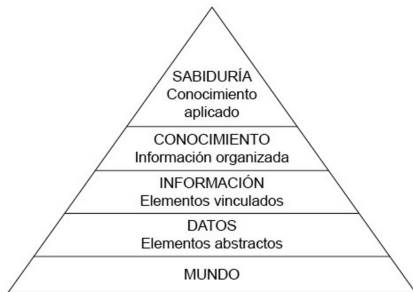 SABIDURÍA
Conocimiento
aplicado
CONOCIMIENTO
Información organizada
INFORMACIÓN
Elementos vinculados
DATOS
Elementos abstractos
MUNDO